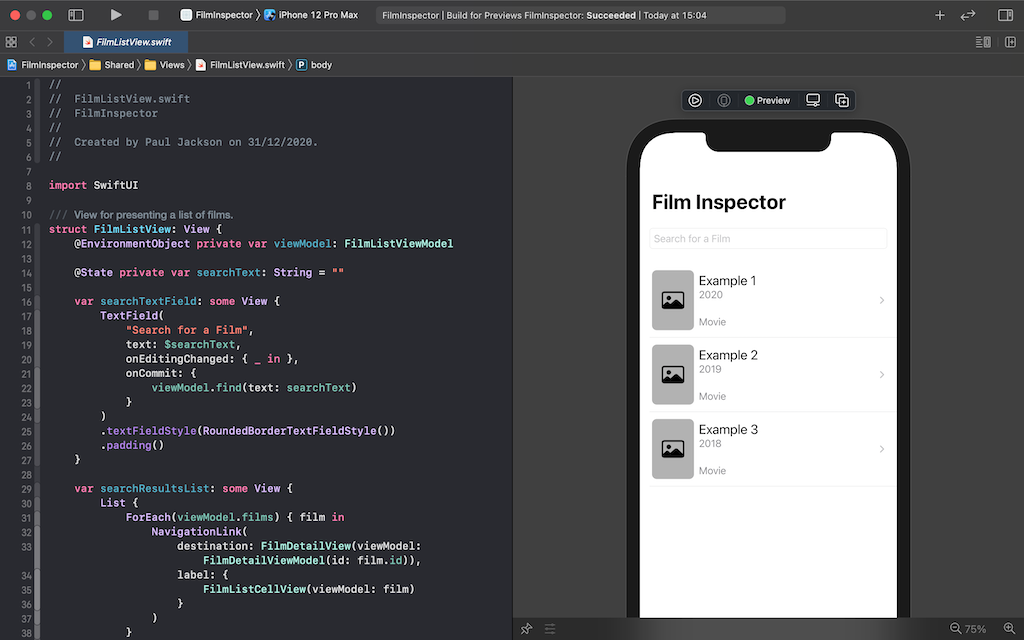 FilmInspector 〉 iPhone 12 Pro Max
FilmInspector | Build for Previews FilmInspector: Succeeded | Today at 15:04
FilmListView.swift
FilmInspector 〉 Shared 〉 Views 〉 FilmListView.swift 〉 P body
1 //
2 //  FilmListView.swift
3 //  FilmInspector
4 //
5 //  Created by Paul Jackson on 31/12/2020.
6 //
7
8 import SwiftUI
9
10 /// View for presenting a list of films.
11 struct FilmListView: View {
12     @EnvironmentObject private var viewModel: FilmListViewModel
13
14     @State private var searchText: String = ""
15
16     var searchTextField: some View {
17         TextField(
18             "Search for a Film",
19             text: $searchText,
20             onEditingChanged: { _ in },
21             onCommit: {
22                 viewModel.find(text: searchText)
23             }
24         )
25         .textFieldStyle(RoundedBorderTextFieldStyle())
26         .padding()
27     }
28
29     var searchResultsList: some View {
30         List {
31             ForEach(viewModel.films) { film in
32                 NavigationLink(
33                     destination: FilmDetailView(viewModel:
                         FilmDetailViewModel(id: film.id)),
34                     label: {
35                         FilmListCellView(viewModel: film)
36                     }
37                 )
38             }
Preview
Film Inspector
Search for a Film
Example 1
2020
Movie
Example 2
2019
Movie
Example 3
2018
Movie
75%